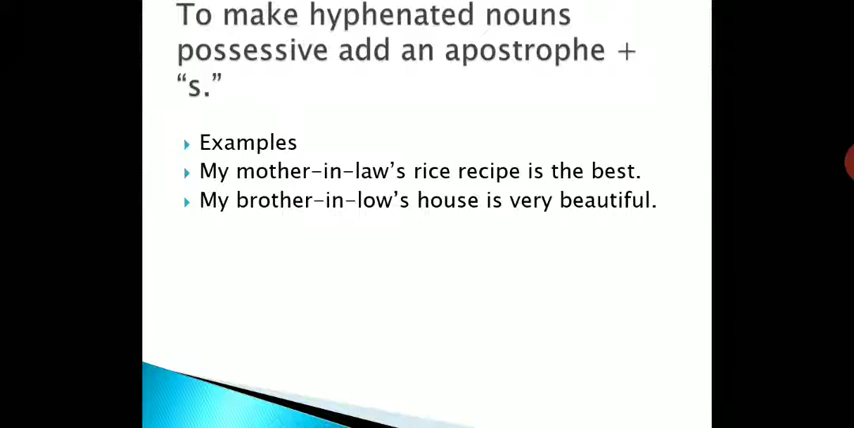 To make hyphenated nouns
possessive add an apostrophe +
“s.”
Examples
My mother-in-law’s rice recipe is the best.
My brother-in-low’s house is very beautiful.